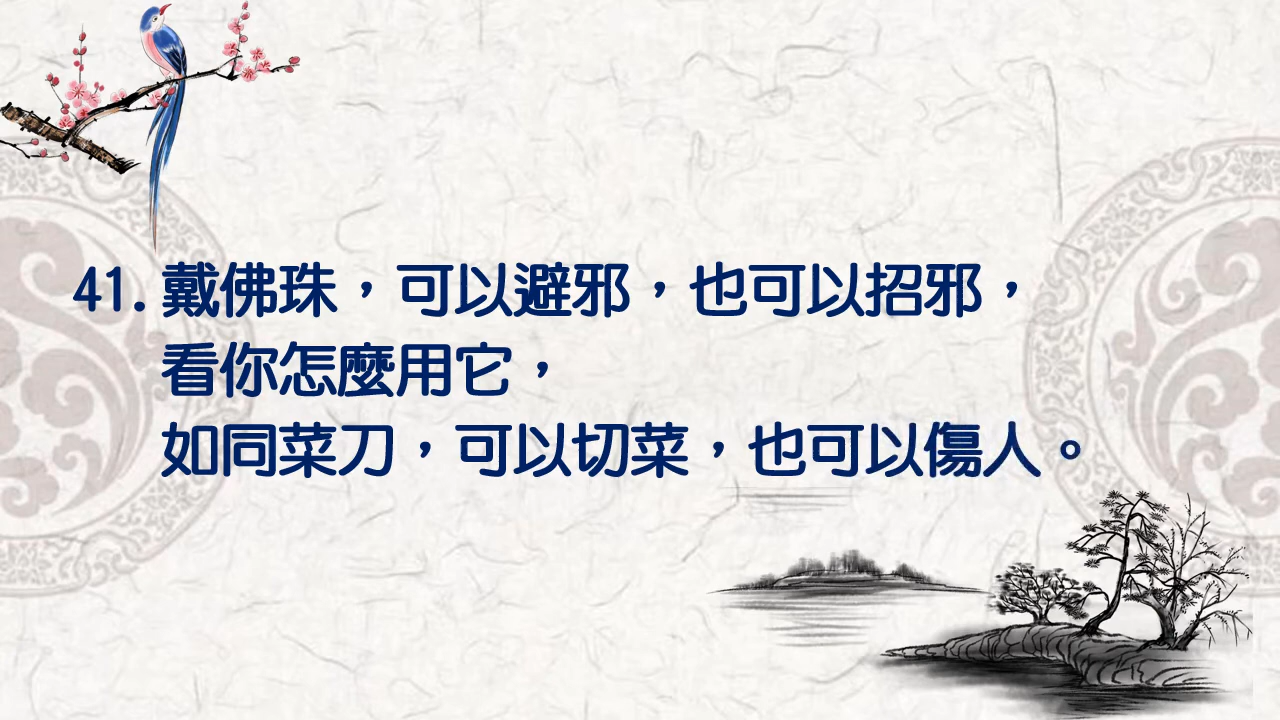 41.戴佛珠，可以避邪，也可以招邪，
看你怎麼用它，
如同菜刀，可以切菜，也可以傷人。